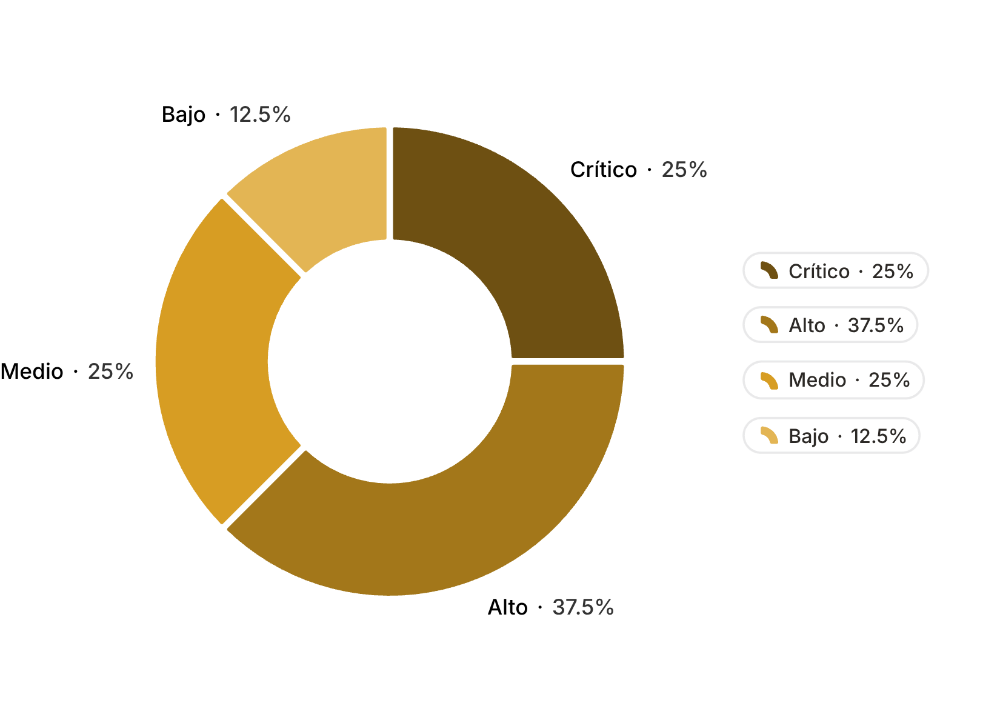 Bajo · 12.5%
Crítico · 25%
Medio · 25%
Alto · 37.5%
Crítico · 25%
Alto · 37.5%
Medio · 25%
Bajo · 12.5%